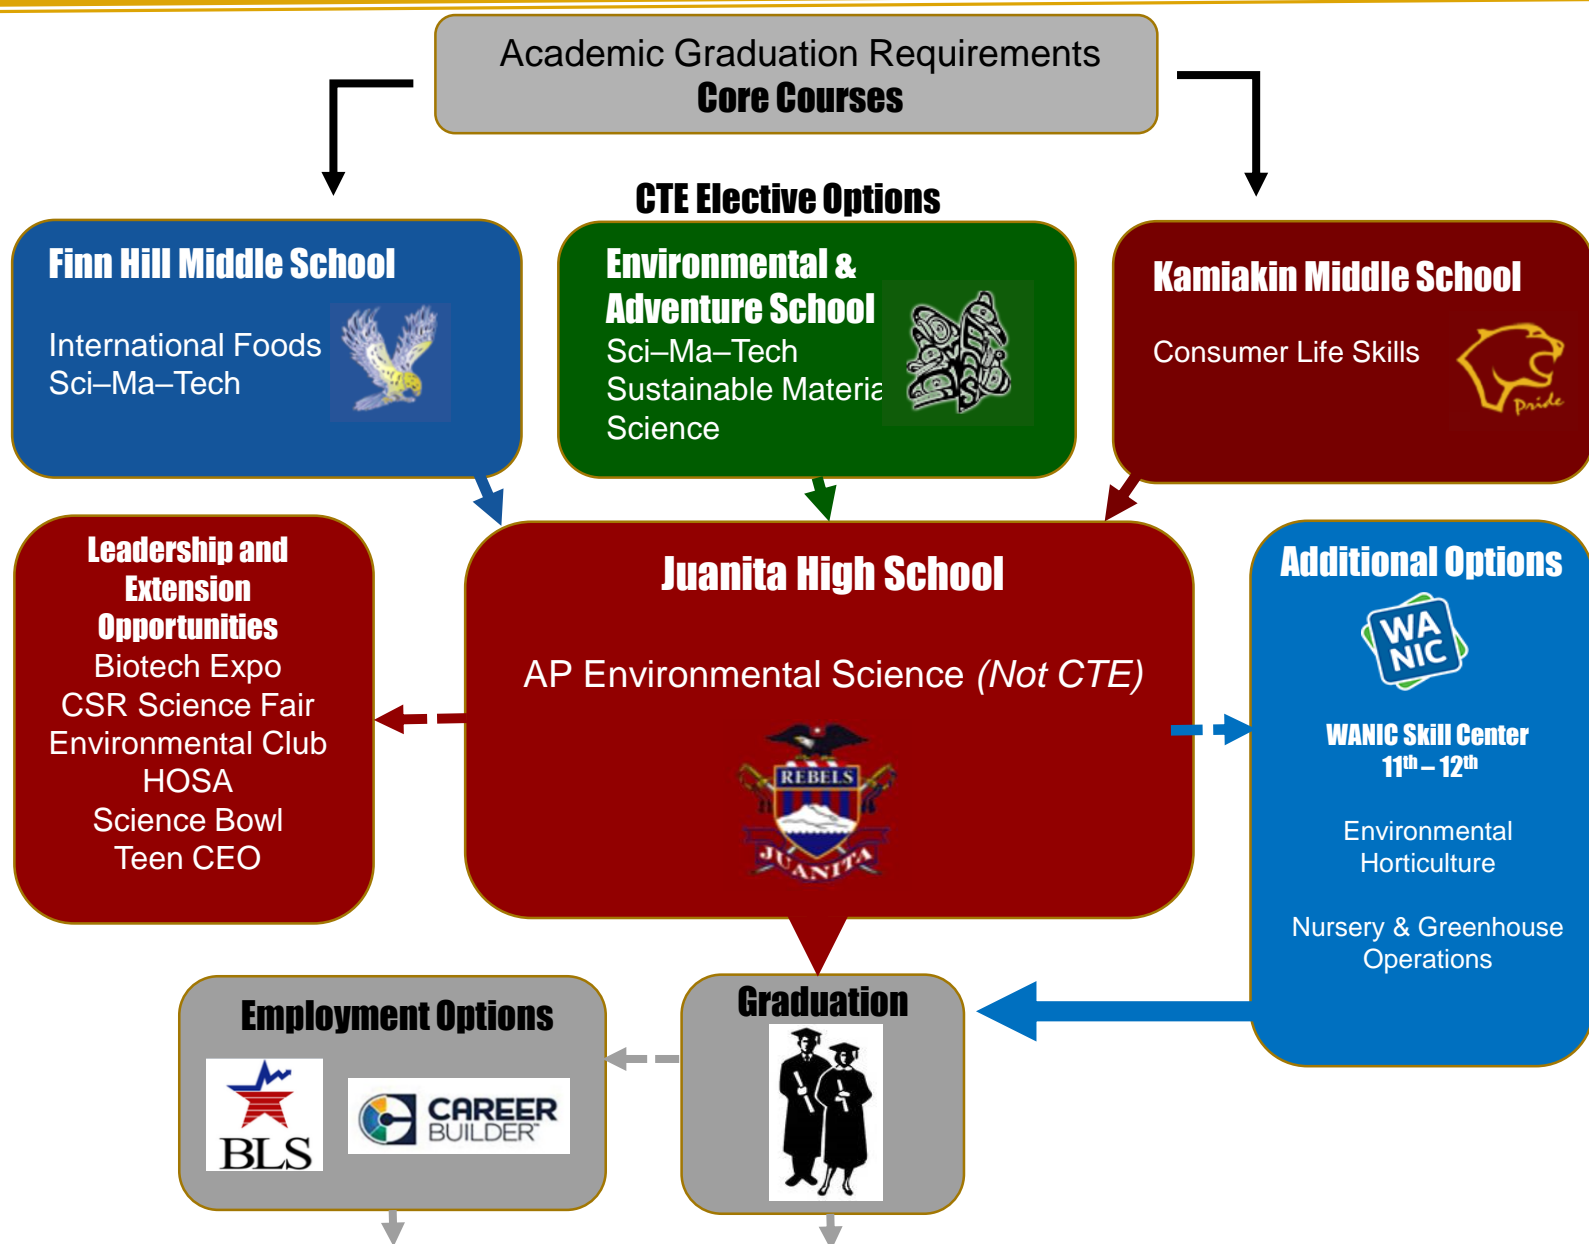 Academic Graduation Requirements
Core Courses
CTE Elective Options
Finn Hill Middle School
International Foods
Sci–Ma–Tech
Environmental &
Adventure School
Sci–Ma–Tech
Sustainable Materia
Science
Kamiakin Middle School
Consumer Life Skills
Pride
Leadership and
Extension
Opportunities
Biotech Expo
CSR Science Fair
Environmental Club
HOSA
Science Bowl
Teen CEO
Juanita High School
AP Environmental Science (Not CTE)
REBELS
JUANITA
Additional Options
WA
NIC
WANIC Skill Center
11th – 12th
Environmental
Horticulture
Nursery & Greenhouse
Operations
Employment Options
BLS
CAREER
BUILDER™
Graduation